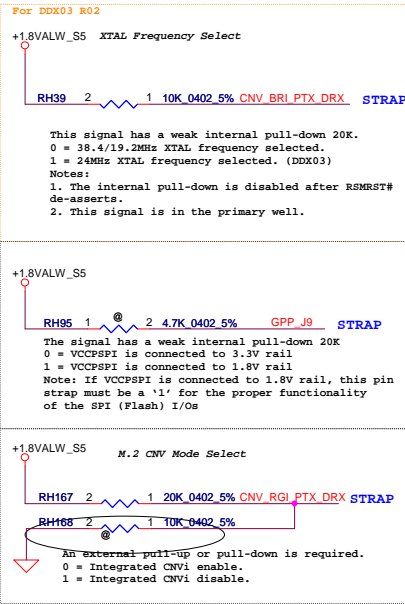 For DDX03 R02
+1.8VALW_S5 XTAL Frequency Select
RH39 2 1 10K_0402_5% CNV_BRI_PTX_DRX STRAP
This signal has a weak internal pull-down 20K.
0 = 38.4/19.2MHz XTAL frequency selected.
1 = 24MHz XTAL frequency selected. (DDX03)
Notes:
1. The internal pull-down is disabled after RSMRST#
de-asserts.
2. This signal is in the primary well.
+1.8VALW_S5
@
RH95 1 2 4.7K_0402_5% GPP_J9 STRAP
The signal has a weak internal pull-down 20K
0 = VCCPSPI is connected to 3.3V rail
1 = VCCPSPI is connected to 1.8V rail
Note: If VCCPSPI is connected to 1.8V rail, this pin
strap must be a ‘1’ for the proper functionality
of the SPI (Flash) I/Os
+1.8VALW_S5 M.2 CNV Mode Select
RH167 2 1 20K_0402_5% CNV_RGI_PTX_DRX STRAP
RH168 2 1 10K_0402_5%
@
An external pull-up or pull-down is required.
0 = Integrated CNVi enable.
1 = Integrated CNVi disable.